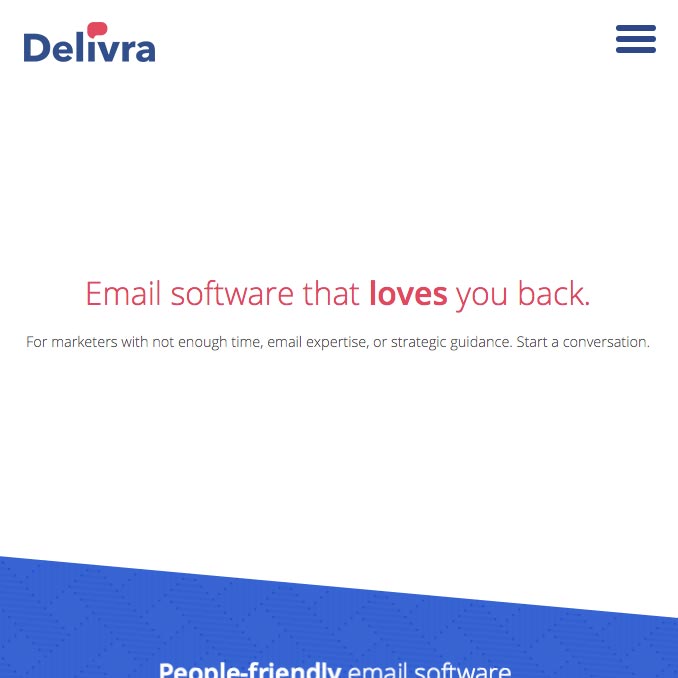 Delivra
Email software that loves you back.
For marketers with not enough time, email expertise, or strategic guidance. Start a conversation.
People-friendly email software